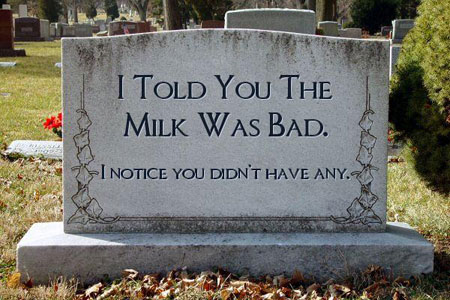 I Told You The
Milk Was Bad.
I notice you didn't have any.